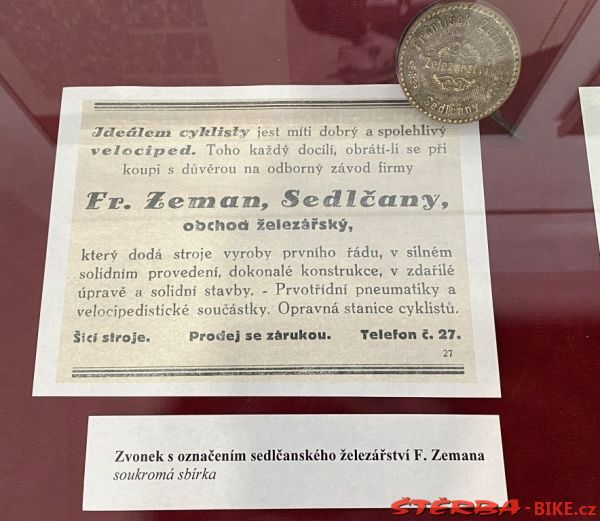 František Zeman
Železářství
Sedlčany
Ideálem cyklisty jest míti dobrý a spolehlivý
velociped. Toho každý docílí, obrátí-li se při
koupi s důvěrou na odborný závod firmy
Fr. Zeman, Sedlčany,
obchod železářský,
který dodá stroje vyroby prvního řádu, v silném
solidním provedení, dokonalé konstrukce, v zdařilé
úpravě a solidní stavby. - Prvotřídní pneumatiky a
velocipedistické součástky. Opravná stanice cyklistů.
Šicí stroje. Prodej se zárukou. Telefon č. 27.
27
Zvonek s označením sedlčanského železářství F. Zemana
soukromá sbírka
ŠTĚRBA-BIKE.cz